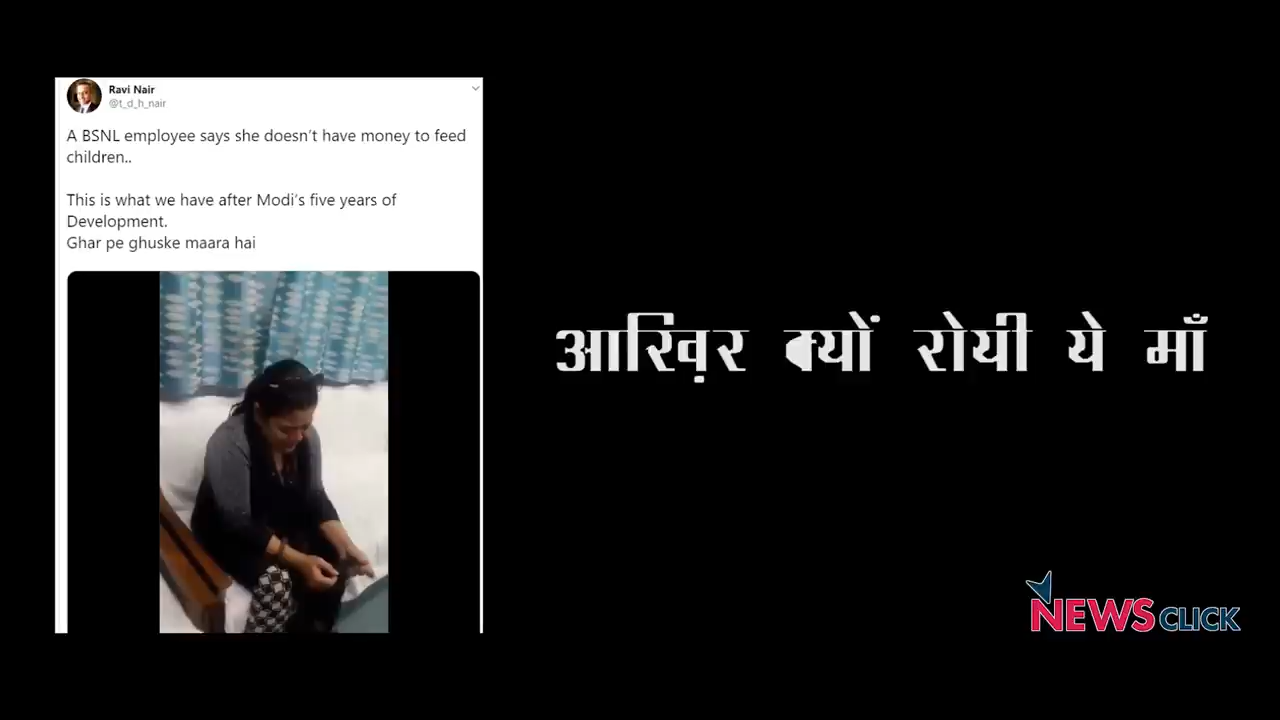 Ravi Nair
@t_d_h_nair
A BSNL employee says she doesn't have money to feed
children..
This is what we have after Modi's five years of
Development.
Ghar pe ghuske maara hai
आख़िर क्यों रोयी ये माँ
NEWSCLICK